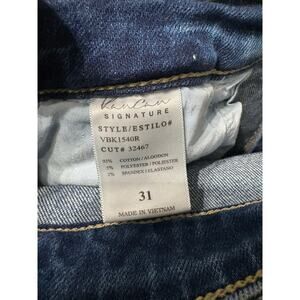 KanCan
SIGNATURE
STYLE/ESTILO#
VBK1540R
CUT# 32467
93% COTTON/ALGODON
5% POLYESTER/POLIESTER
2% SPANDEX/ELASTANO
31
MADE IN VIETNAM